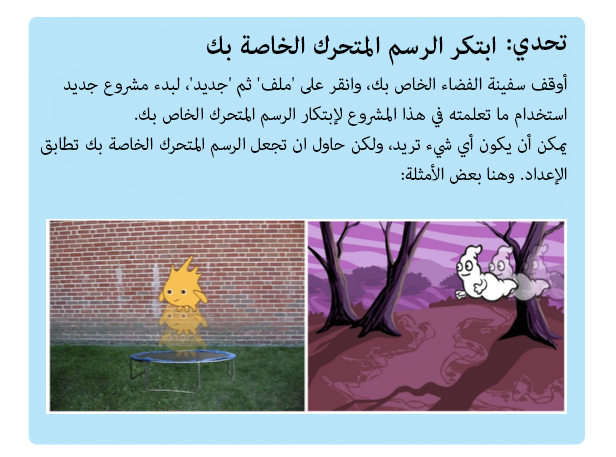 تحدي: ابتكر الرسم المتحرك الخاصة بك
أوقف سفينة الفضاء الخاص بك، وانقر على 'ملف' ثم 'جديد'، لبدء مشروع جديد
استخدام ما تعلمته في هذا المشروع لإبتكار الرسم المتحرك الخاص بك.
يمكن أن يكون أي شيء تريد، ولكن حاول ان تجعل الرسم المتحرك الخاصة بك تطابق
الإعداد. وهنا بعض الأمثلة: